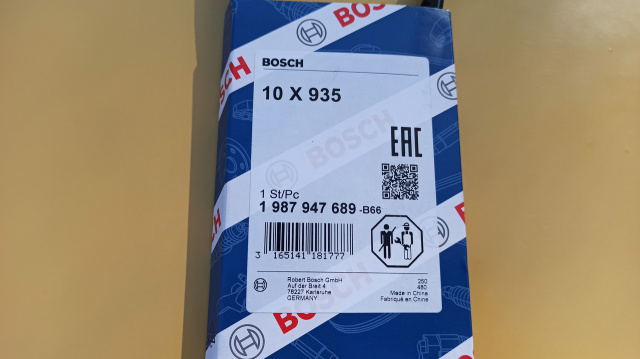 BOSCH
BOSCH
BOSCH
10 X 935
BOSCH
EAC
1 St/Pc
1 987 947 689 -B66
3 165141 181777
Robert Bosch GmbH
Auf der Breit 4
76227 Karlsruhe
GERMANY
250
480
Made in China
Fabriqué en Chine
BOSCH